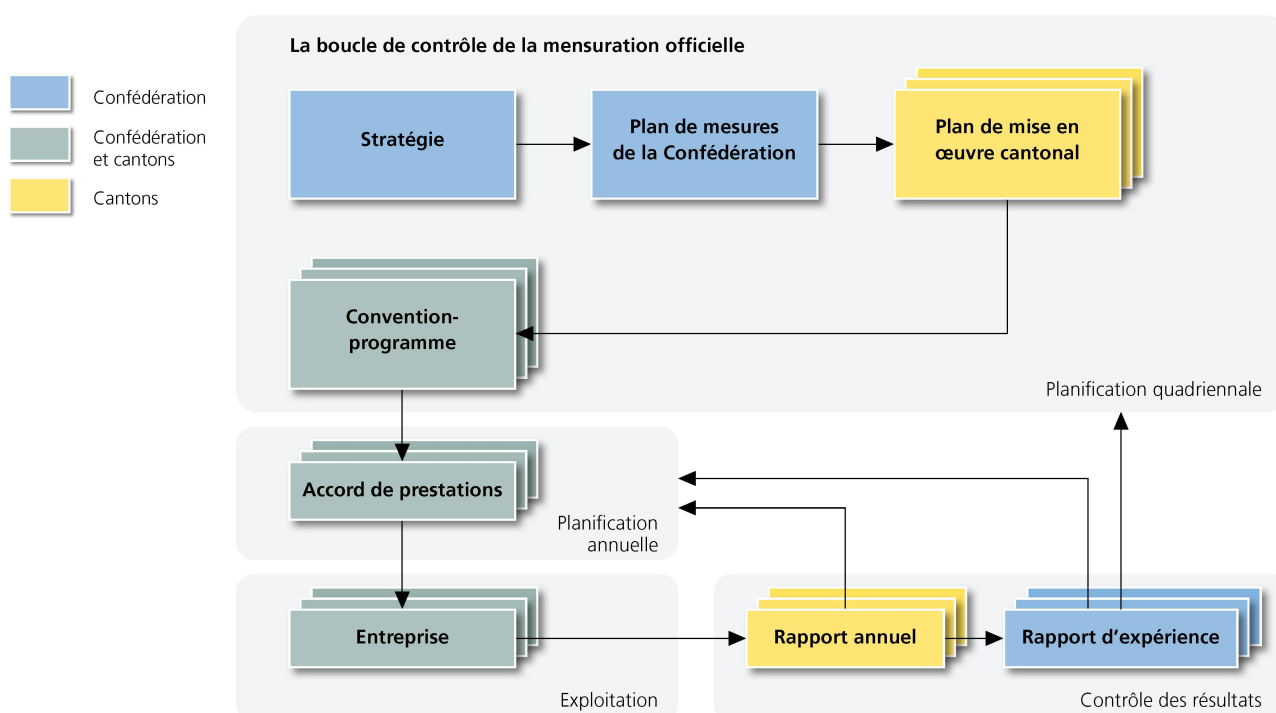 La boucle de contrôle de la mensuration officielle
Confédération
Confédération
et cantons
Cantons
Stratégie
Plan de mesures
de la Confédération
Plan de mise en
œuvre cantonal
Convention-
programme
Planification quadriennale
Accord de prestations
Planification
annuelle
Entreprise
Exploitation
Rapport annuel
Rapport d’expérience
Contrôle des résultats